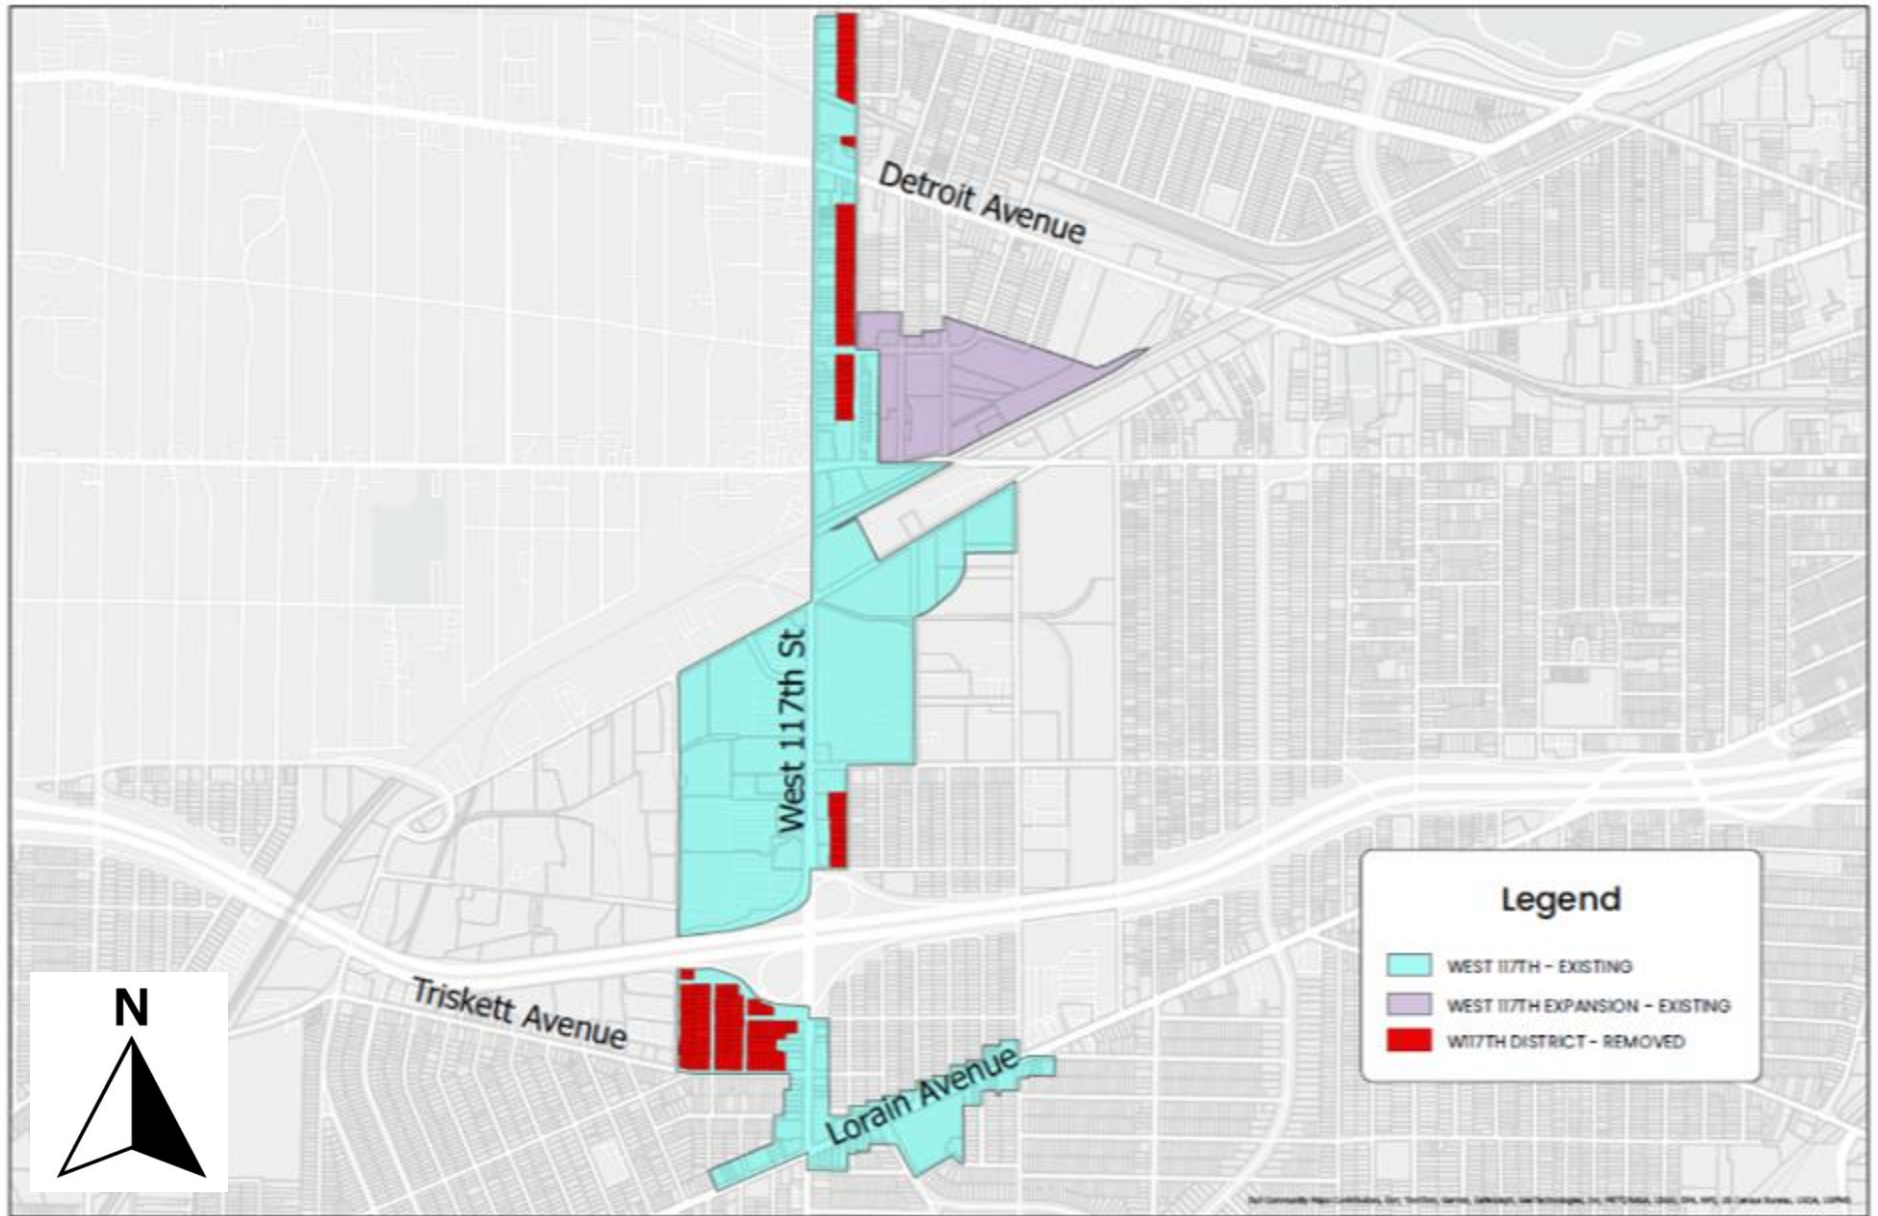 Detroit Avenue
West 117th St
Triskett Avenue
Lorain Avenue
N
Legend
WEST 117TH - EXISTING
WEST 117TH EXPANSION - EXISTING
W117TH DISTRICT - REMOVED